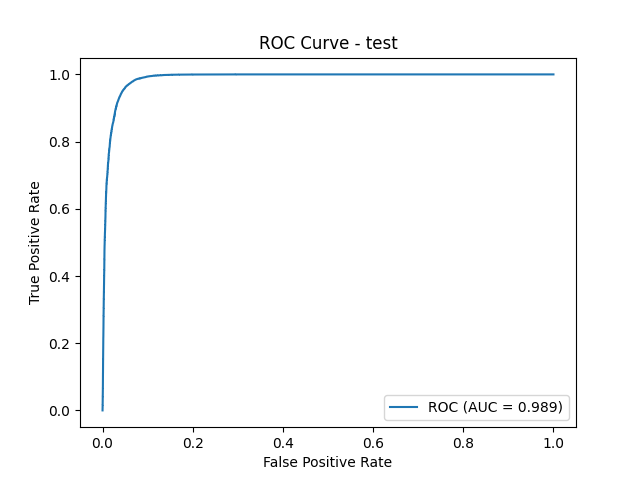 ROC Curve - test
True Positive Rate
1.0
0.8
0.6
0.4
0.2
0.0
ROC (AUC = 0.989)
0.0 0.2 0.4 0.6 0.8 1.0
False Positive Rate